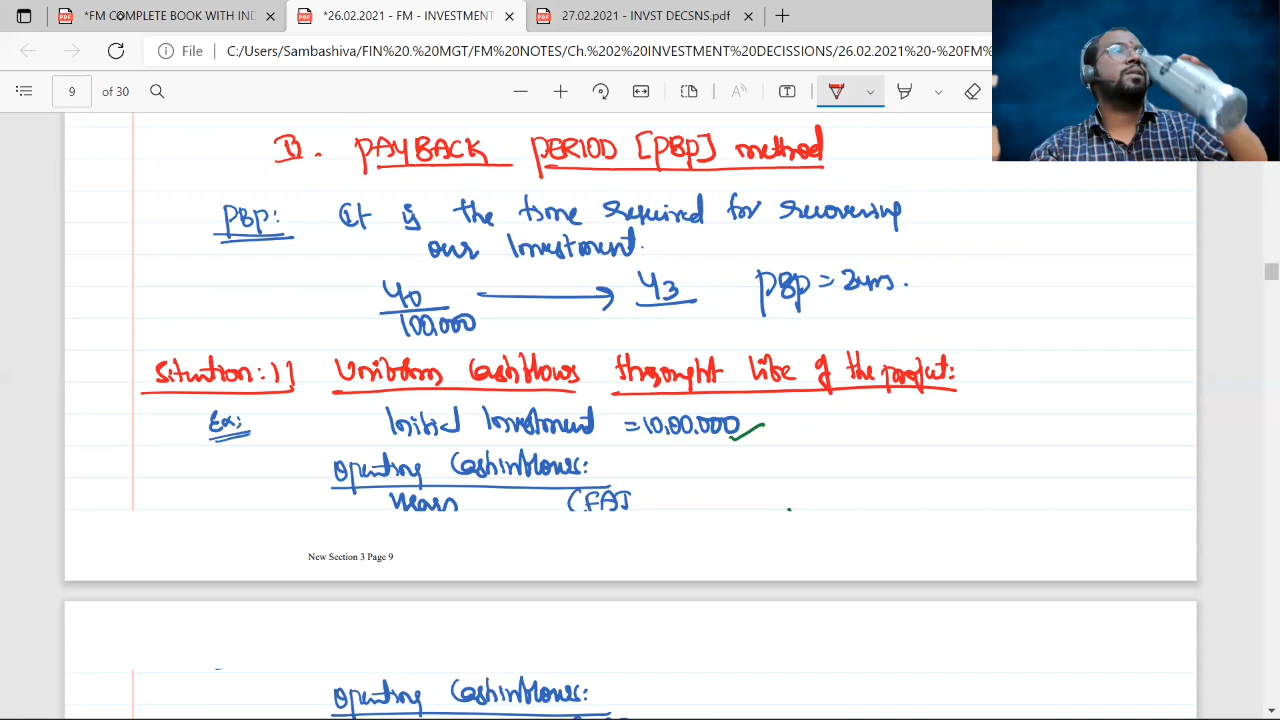 *FM COMPLETE BOOK WITH IND
*26.02.2021 - FM - INVESTMENT
27.02.2021 - INVST DECSNS.pdf
File
C:/Users/Sambashiva/FIN%20.%20MGT/FM%20NOTES/Ch.%202%20INVESTMENT%20DECISSIONS/26.02.2021%20-%20FM%
9 of 30
II. PAYBACK PERIOD [PBP] method
PBP: It is the time required for recovering
our Investment.
Y0 Y3 PBP = 3yrs.
100,000
Situation:1] Uniform Cashflows throught life of the project:
Ex: Initial Investment = 10,00,000
Operating Cashinflows:
Years CFAT
New Section 3 Page 9
Operating Cashinflows: